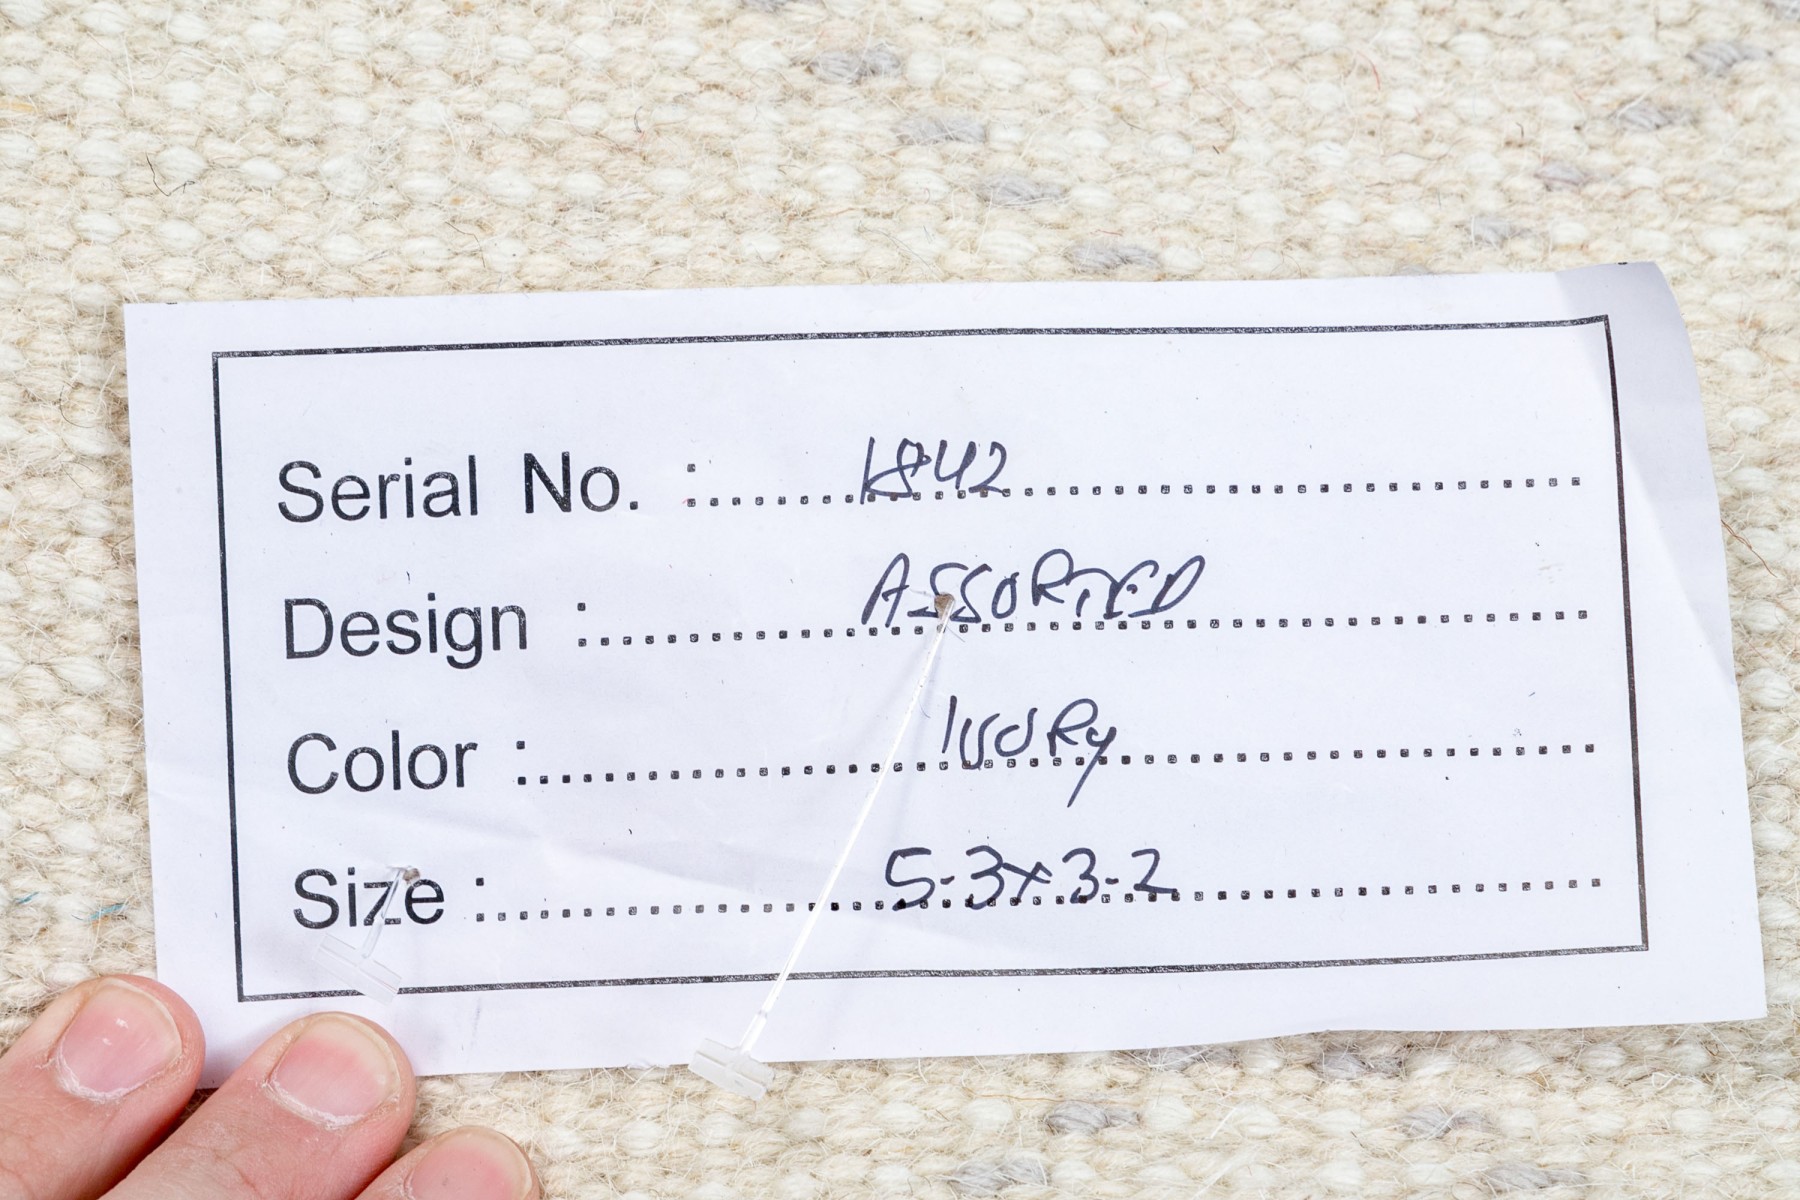 Serial No. : 1842
Design : ASSORTED
Color : IVORY
Size : 5-3x3-2